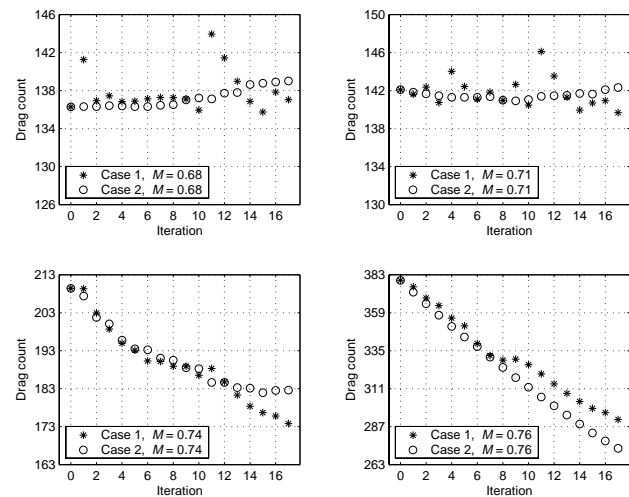 146
142
138
134
130
126
Drag count
0 2 4 6 8 10 12 14 16
Iteration
Case 1, M = 0.68
Case 2, M = 0.68
150
146
142
138
134
130
Drag count
0 2 4 6 8 10 12 14 16
Iteration
Case 1, M = 0.71
Case 2, M = 0.71
213
203
193
183
173
163
Drag count
0 2 4 6 8 10 12 14 16
Iteration
Case 1, M = 0.74
Case 2, M = 0.74
383
359
335
311
287
263
Drag count
0 2 4 6 8 10 12 14 16
Iteration
Case 1, M = 0.76
Case 2, M = 0.76